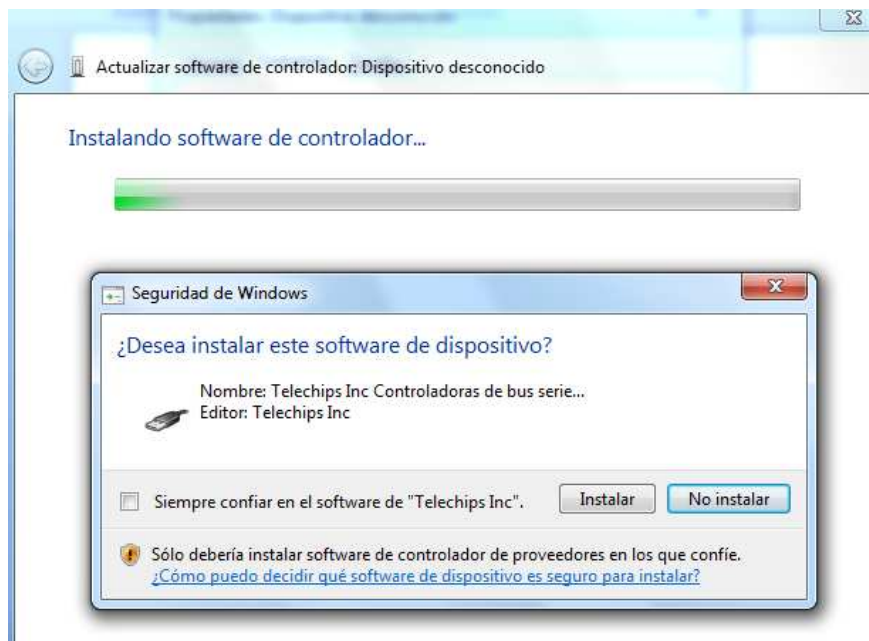 Propiedades: Dispositivo desconocido
Actualizar software de controlador: Dispositivo desconocido
Instalando software de controlador...
Seguridad de Windows
¿Desea instalar este software de dispositivo?
Nombre: Telechips Inc Controladoras de bus serie...
Editor: Telechips Inc
Siempre confiar en el software de "Telechips Inc".
Instalar
No instalar
Sólo debería instalar software de controlador de proveedores en los que confíe.
¿Cómo puedo decidir qué software de dispositivo es seguro para instalar?